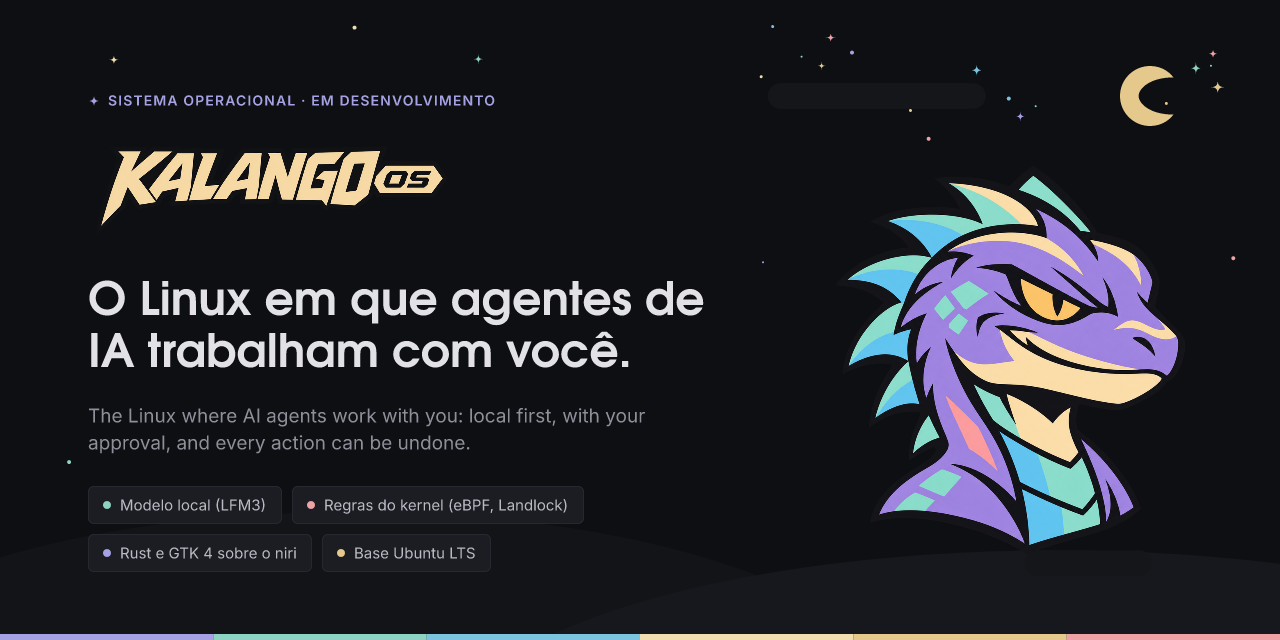 SISTEMA OPERACIONAL · EM DESENVOLVIMENTO
KALANGO OS
O Linux em que agentes de
IA trabalham com você.
The Linux where AI agents work with you: local first, with your
approval, and every action can be undone.
Modelo local (LFM3)
Regras do kernel (eBPF, Landlock)
Rust e GTK 4 sobre o niri
Base Ubuntu LTS